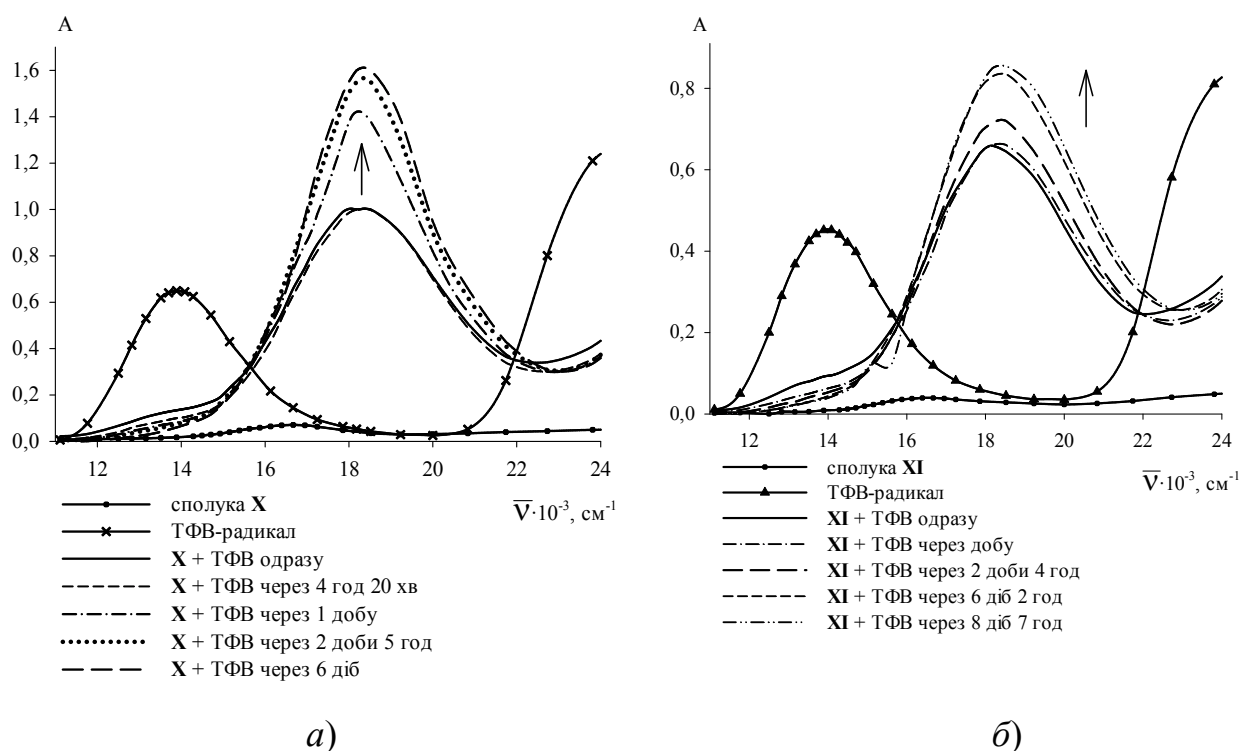 A
1,6
1,4
1,2
1,0
0,8
0,6
0,4
0,2
0,0
12 14 16 18 20 22 24
ν̅·10⁻³, см⁻¹
сполука X
ТФВ-радикал
X + ТФВ одразу
X + ТФВ через 4 год 20 хв
X + ТФВ через 1 добу
X + ТФВ через 2 доби 5 год
X + ТФВ через 6 діб
а)
A
0,8
0,6
0,4
0,2
0,0
12 14 16 18 20 22 24
ν̅·10⁻³, см⁻¹
сполука XI
ТФВ-радикал
XI + ТФВ одразу
XI + ТФВ через добу
XI + ТФВ через 2 доби 4 год
XI + ТФВ через 6 діб 2 год
XI + ТФВ через 8 діб 7 год
б)